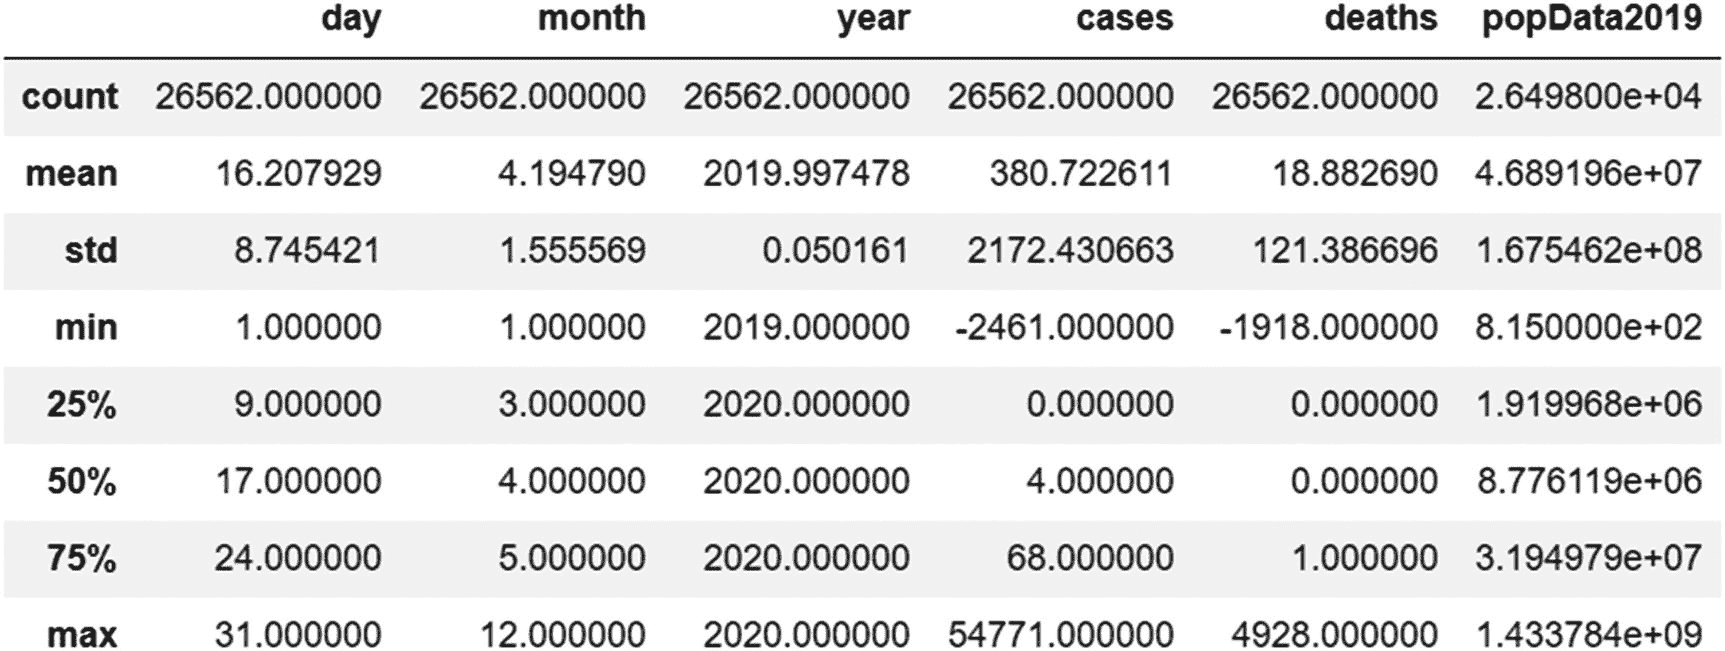 day month year cases deaths popData2019
count 26562.000000 26562.000000 26562.000000 26562.000000 26562.000000 2.649800e+04
mean 16.207929 4.194790 2019.997478 380.722611 18.882690 4.689196e+07
std 8.745421 1.555569 0.050161 2172.430663 121.386696 1.675462e+08
min 1.000000 1.000000 2019.000000 -2461.000000 -1918.000000 8.150000e+02
25% 9.000000 3.000000 2020.000000 0.000000 0.000000 1.919968e+06
50% 17.000000 4.000000 2020.000000 4.000000 0.000000 8.776119e+06
75% 24.000000 5.000000 2020.000000 68.000000 1.000000 3.194979e+07
max 31.000000 12.000000 2020.000000 54771.000000 4928.000000 1.433784e+09